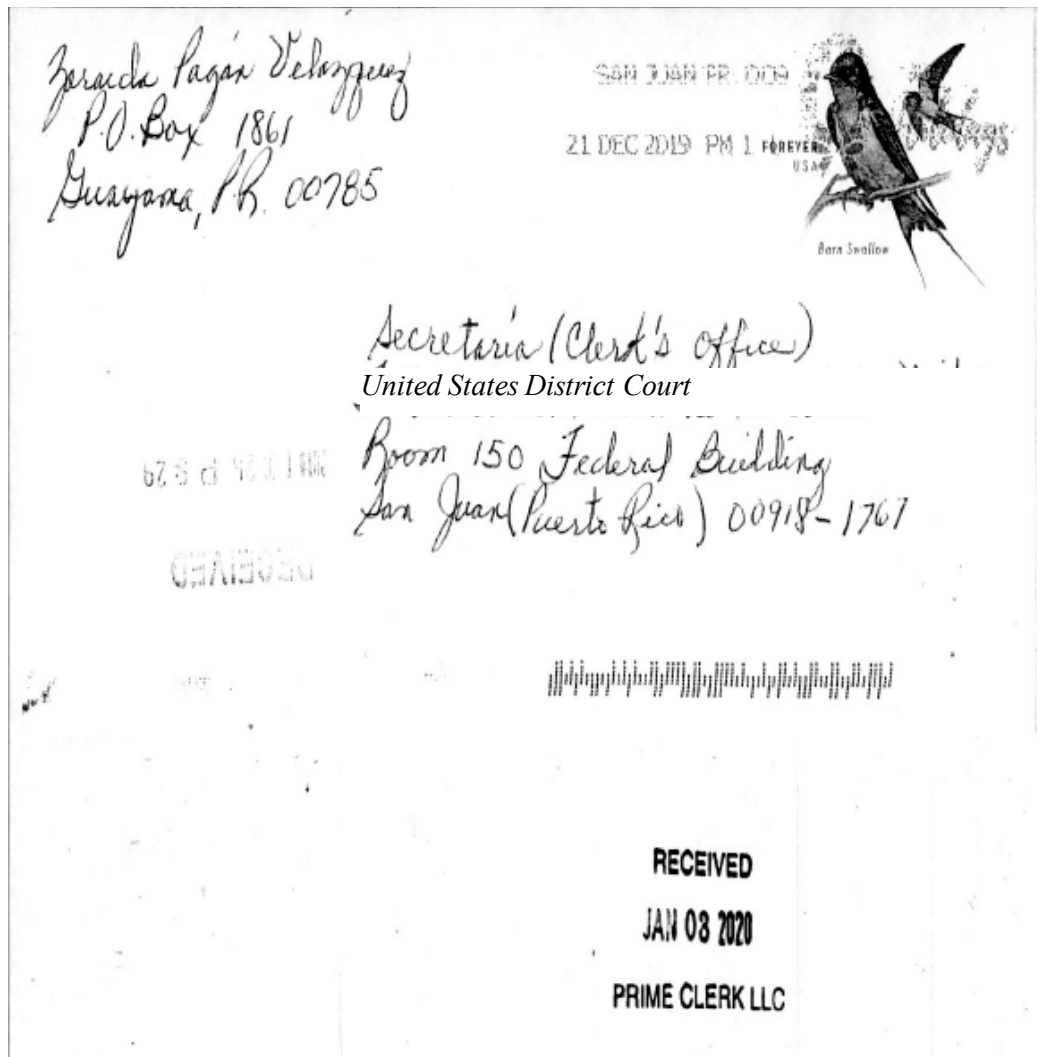 Zoraida Pagán Velazquez
P.O. Box 1861
Guayama, P.R. 00785
SAN JUAN PR 009
21 DEC 2019 PM 1
FOREVER
USA
Barn Swallow
Secretaría (Clerk's Office)
United States District Court
Room 150 Federal Building
San Juan (Puerto Rico) 00918-1767
RECEIVED
RECEIVED
JAN 03 2020
PRIME CLERK LLC